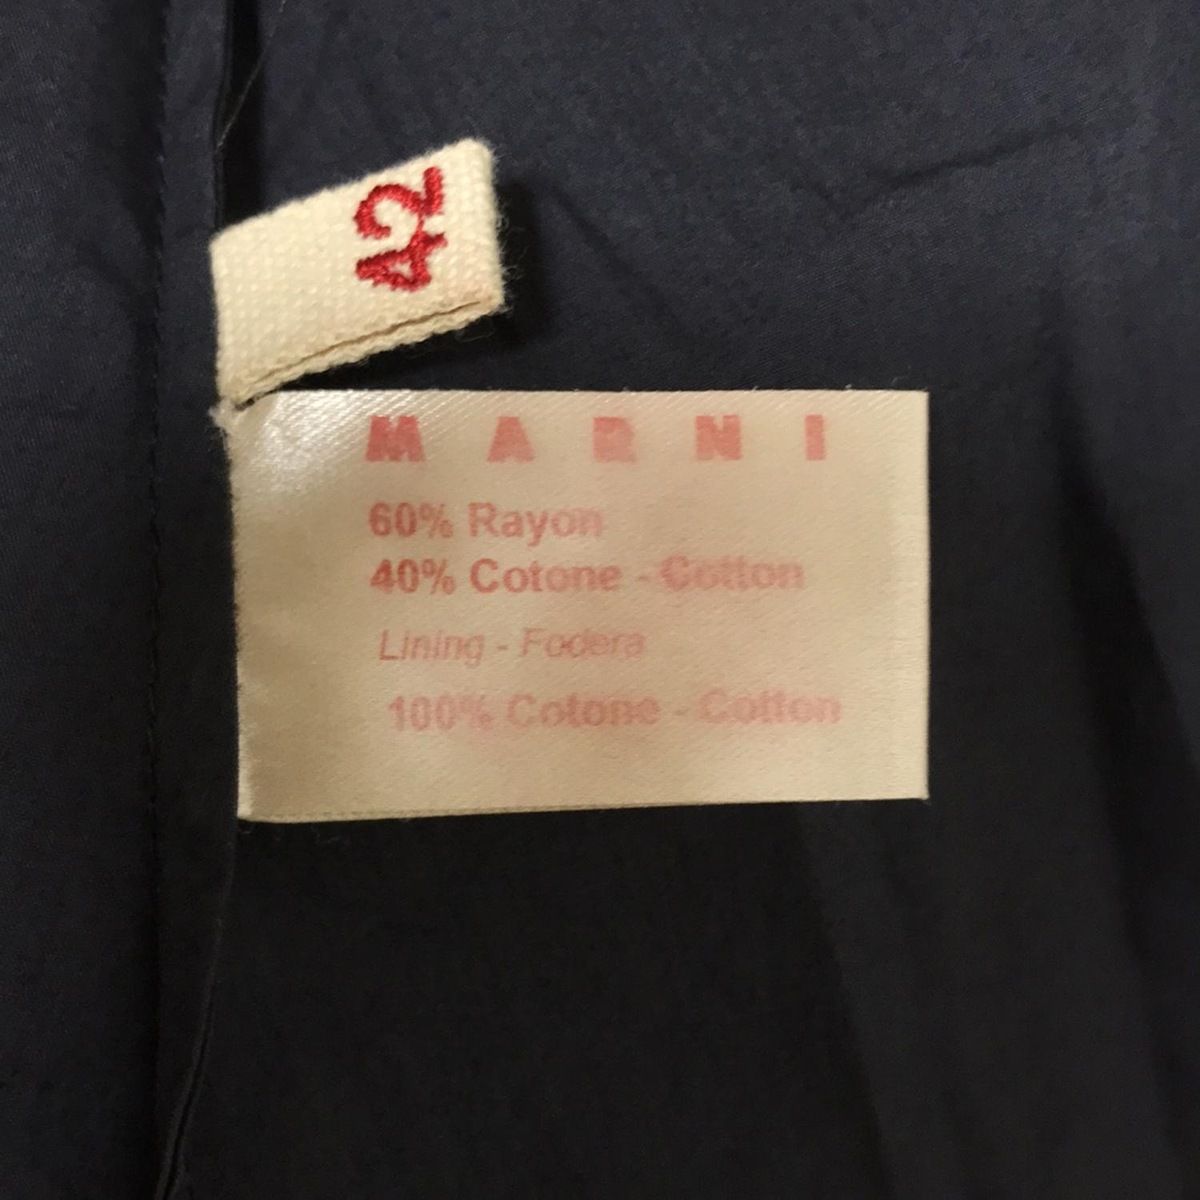 42
MARNI
60% Rayon
40% Cotone - Cotton
Lining - Fodera
100% Cotone - Cotton